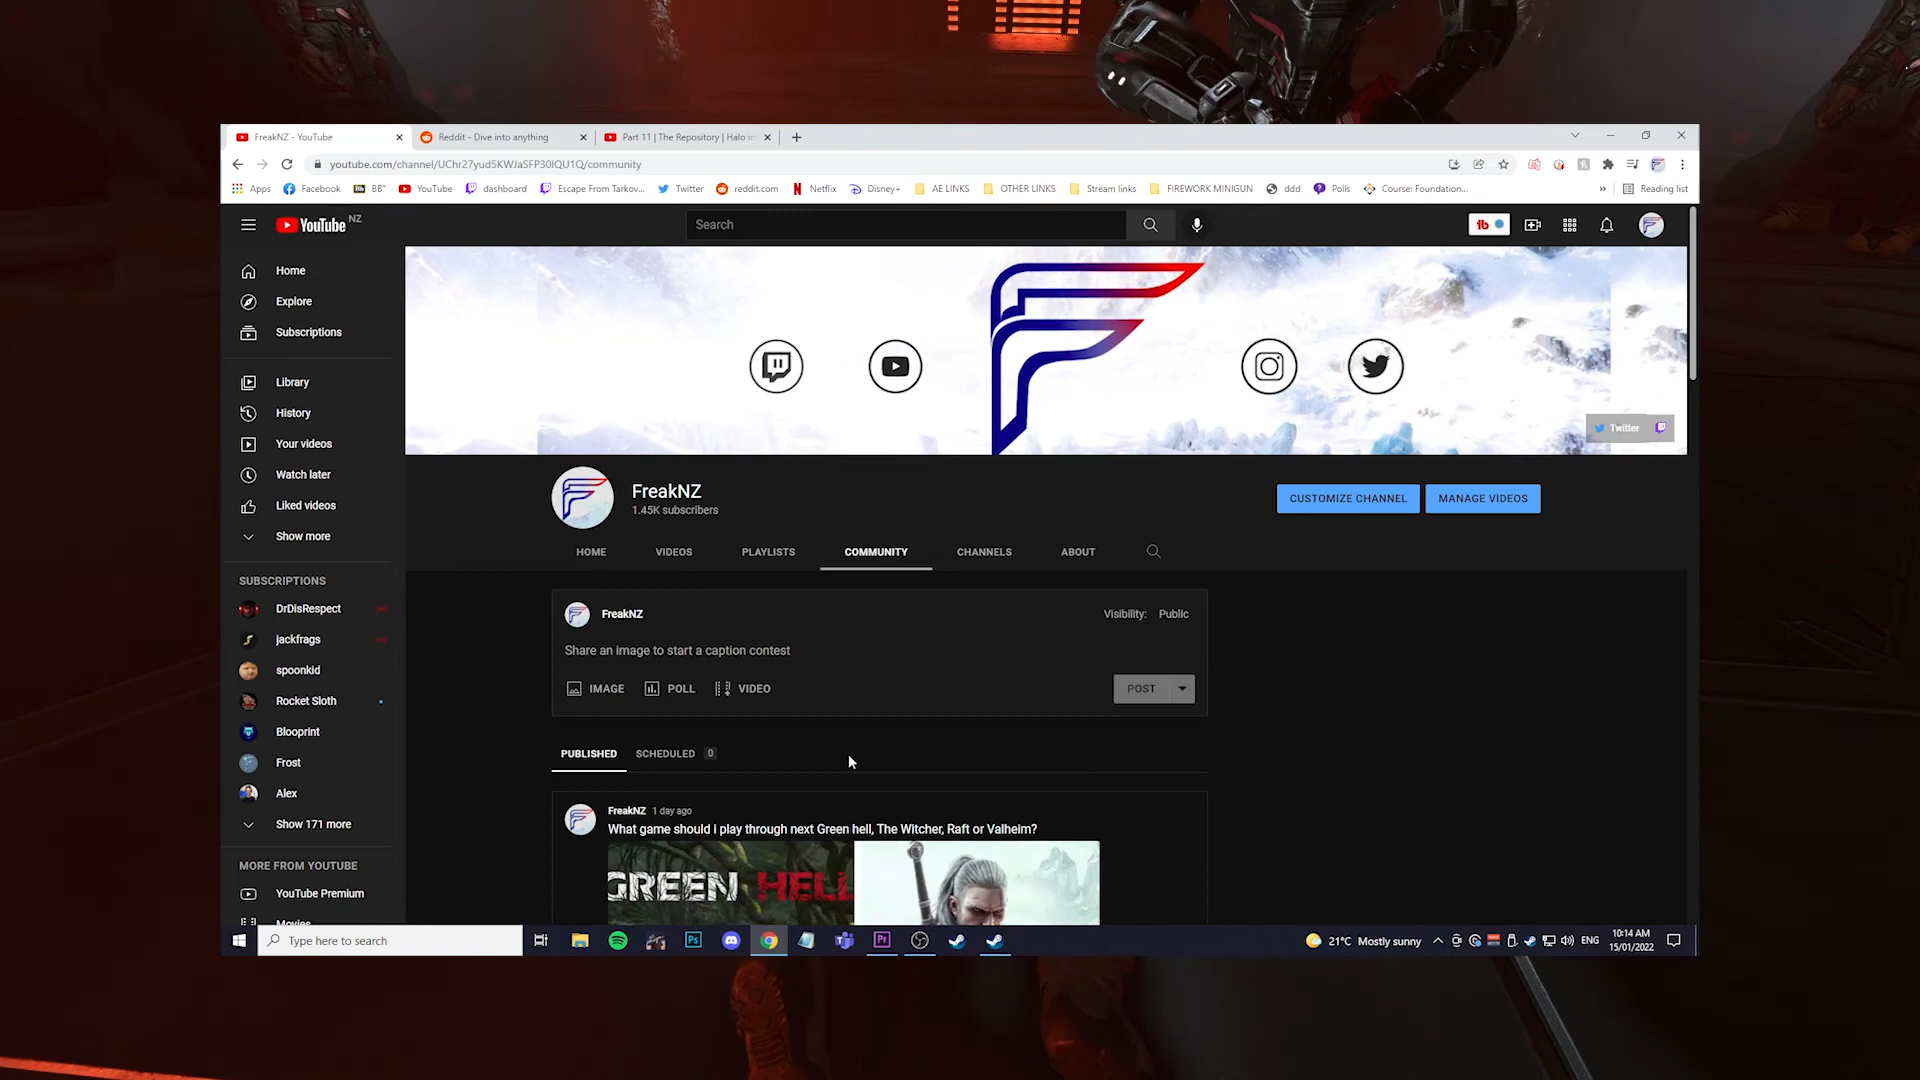 FreakNZ - YouTube
Reddit - Dive into anything
Part 11 | The Repository | Halo in
youtube.com/channel/UChr27yud5KWJaSFP30IQU1Q/community
Apps
Facebook
BB"
YouTube
dashboard
Escape From Tarkov...
Twitter
reddit.com
Netflix
Disney+
AE LINKS
OTHER LINKS
Stream links
FIREWORK MINIGUN
ddd
Polls
Course: Foundation...
»
Reading list
YouTube NZ
Search
tb
Home
Explore
Subscriptions
Library
History
Your videos
Watch later
Liked videos
Show more
SUBSCRIPTIONS
DrDisRespect
jackfrags
spoonkid
Rocket Sloth
Blooprint
Frost
Alex
Show 171 more
MORE FROM YOUTUBE
YouTube Premium
Movies
Twitter
FreakNZ
1.45K subscribers
CUSTOMIZE CHANNEL
MANAGE VIDEOS
HOME
VIDEOS
PLAYLISTS
COMMUNITY
CHANNELS
ABOUT
FreakNZ
Visibility: Public
Share an image to start a caption contest
IMAGE
POLL
VIDEO
POST
PUBLISHED
SCHEDULED 0
FreakNZ 1 day ago
What game should i play through next Green hell, The Witcher, Raft or Valheim?
GREEN HELL
Type here to search
Ps
Pr
21°C Mostly sunny
ENG
10:14 AM
15/01/2022